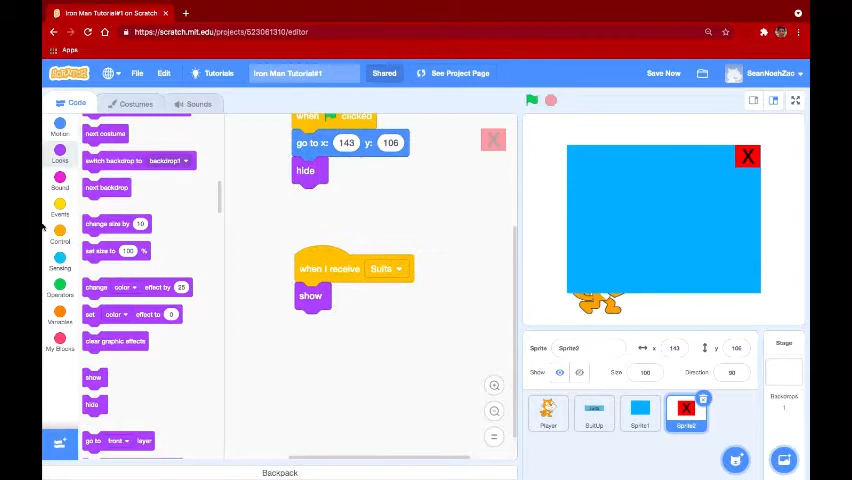 Iron Man Tutorial#1 on Scratch
https://scratch.mit.edu/projects/523061310/editor
Apps
SCRATCH
File
Edit
Tutorials
Iron Man Tutorial#1
Shared
See Project Page
Save Now
SeanNoahZac
Code
Costumes
Sounds
Motion
Looks
Sound
Events
Control
Sensing
Operators
Variables
My Blocks
next costume
switch backdrop to backdrop1
next backdrop
change size by 10
set size to 100 %
change color effect by 25
set color effect to 0
clear graphic effects
show
hide
go to front layer
when clicked
go to x: 143 y: 106
hide
when I receive Suits
show
X
X
Sprite Sprite2 x 143 y 106
Show Size 100 Direction 90
Player
SuitUp
Sprite1
X
Sprite2
Stage
Backdrops
1
Backpack